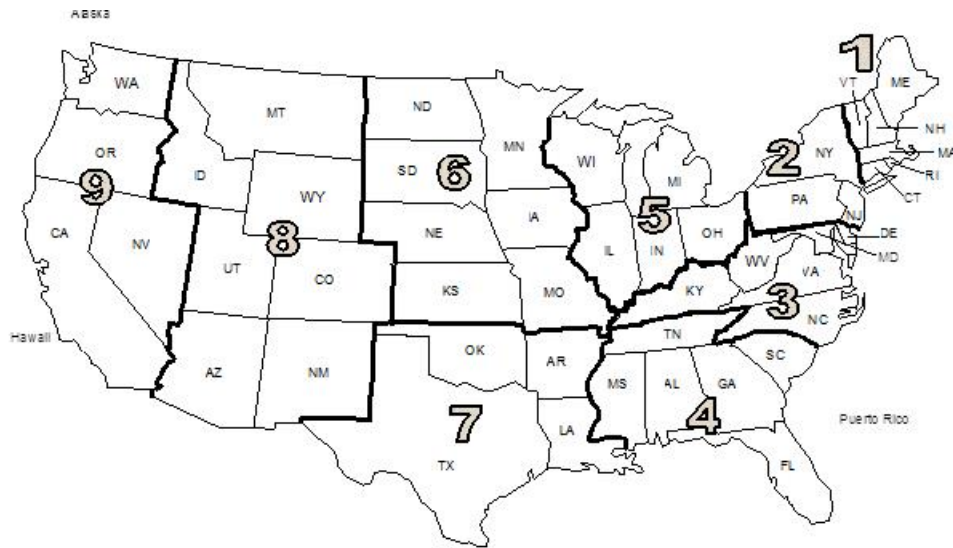 Alaska
1
VT
ME
WA
MT
ND
MN
NH
MA
OR
ID
SD
6
WI
MI
2
NY
RI
CT
9
WY
IA
5
PA
NJ
CA
NV
8
NE
IL
IN
OH
DE
MD
UT
CO
KS
MO
WV
VA
KY
3
NC
Hawaii
TN
AZ
NM
OK
AR
SC
MS
AL
GA
7
4
LA
Puerto Rico
TX
FL